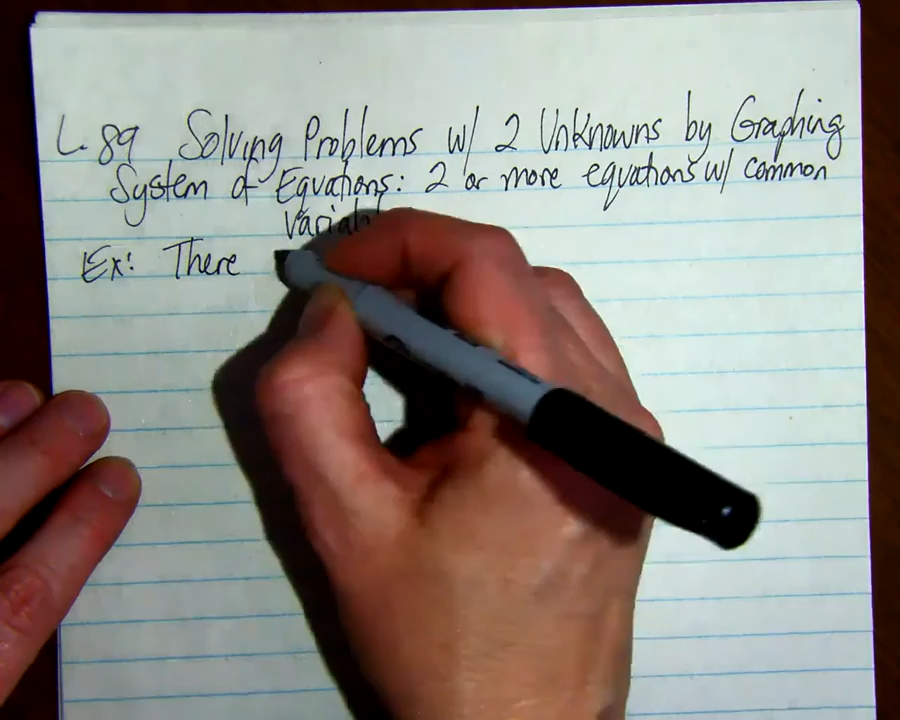 L. 89 Solving Problems w/ 2 Unknowns by Graphing
System of Equations: 2 or more equations w/ common
Ex: There